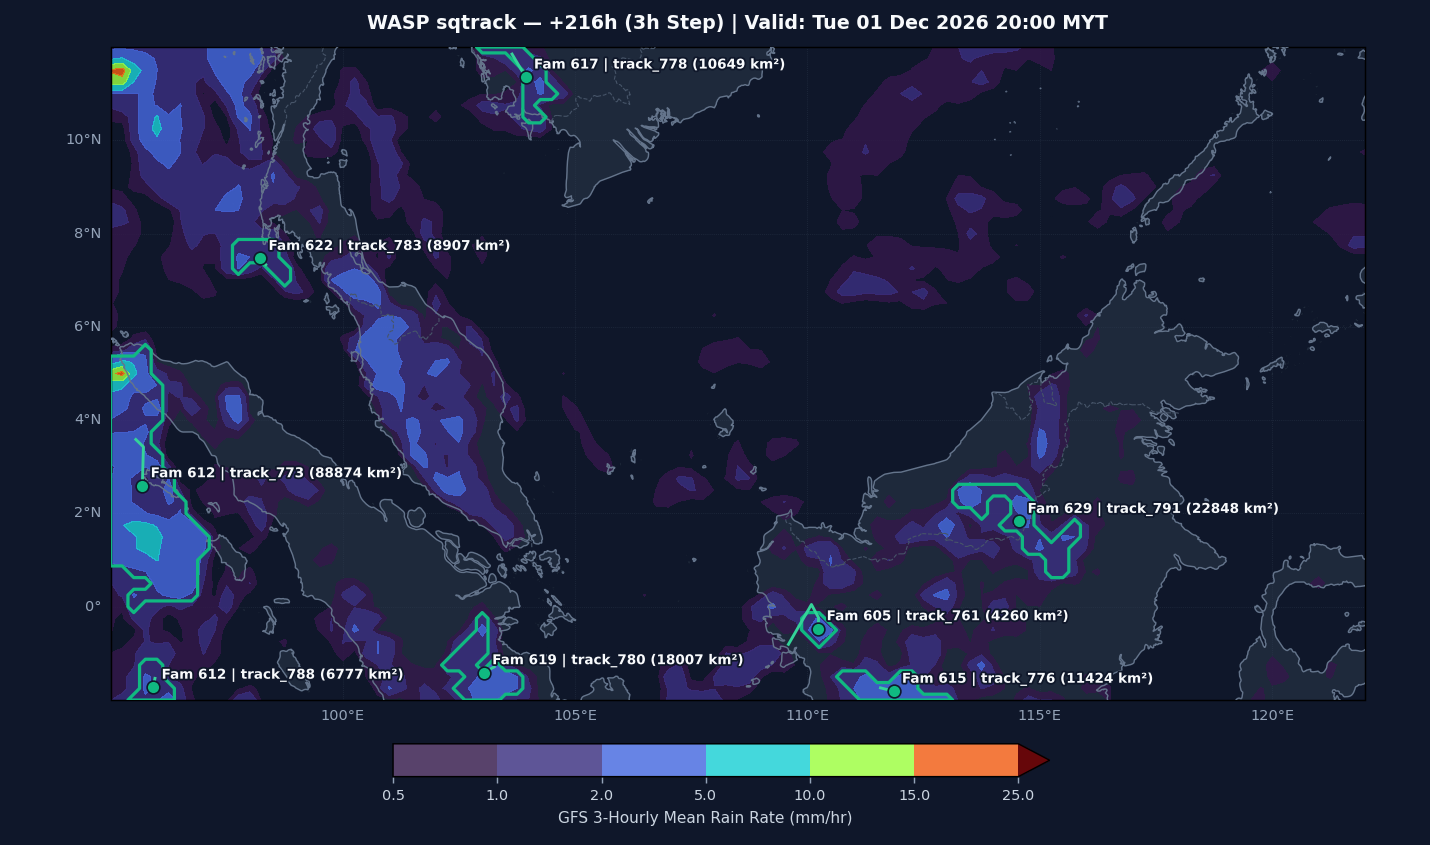 WASP sqtrack — +216h (3h Step) | Valid: Tue 01 Dec 2026 20:00 MYT
Fam 617 | track_778 (10649 km²)
10°N
8°N
Fam 622 | track_783 (8907 km²)
6°N
4°N
Fam 612 | track_773 (88874 km²)
2°N
Fam 629 | track_791 (22848 km²)
0°
Fam 605 | track_761 (4260 km²)
Fam 619 | track_780 (18007 km²)
Fam 612 | track_788 (6777 km²)
Fam 615 | track_776 (11424 km²)
100°E 105°E 110°E 115°E 120°E
0.5 1.0 2.0 5.0 10.0 15.0 25.0
GFS 3-Hourly Mean Rain Rate (mm/hr)